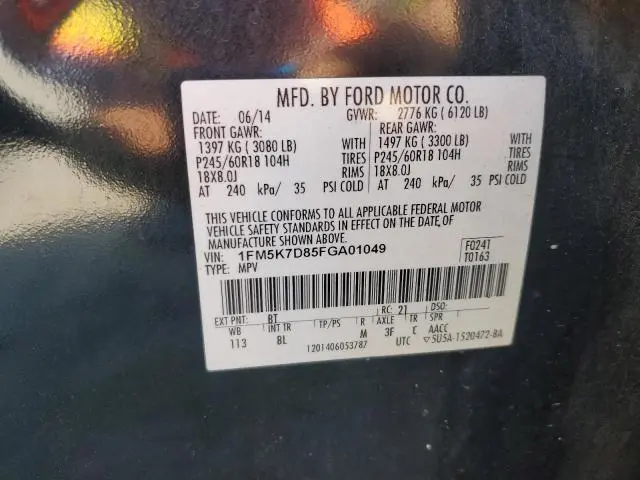 MFD. BY FORD MOTOR CO.
DATE: 06/14 GVWR: 2776 KG ( 6120 LB)
FRONT GAWR: REAR GAWR:
1397 KG ( 3080 LB) WITH 1497 KG ( 3300 LB) WITH
P245/60R18 104H TIRES P245/60R18 104H TIRES
18X8.0J RIMS 18X8.0J RIMS
AT 240 kPa/ 35 PSI COLD AT 240 kPa/ 35 PSI COLD
THIS VEHICLE CONFORMS TO ALL APPLICABLE FEDERAL MOTOR
VEHICLE SAFETY STANDARDS IN EFFECT ON THE DATE OF
MANUFACTURE SHOWN ABOVE.
VIN: 1FM5K7D85FGA01049 F0241
TYPE: MPV T0163
EXT PNT: BT RC: 21 DSO:
WB INT TR TP/PS R AXLE TR SPR
113 BL M 3F C AACC
1201406053787 UTC ▽5U5A-1520472-BA